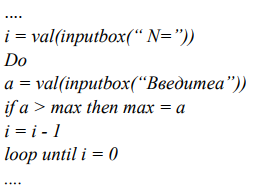 ....
i = val(inputbox(“ N=”))
Do
a = val(inputbox(“Введитеа”))
if a > max then max = a
i = i - 1
loop until i = 0
....